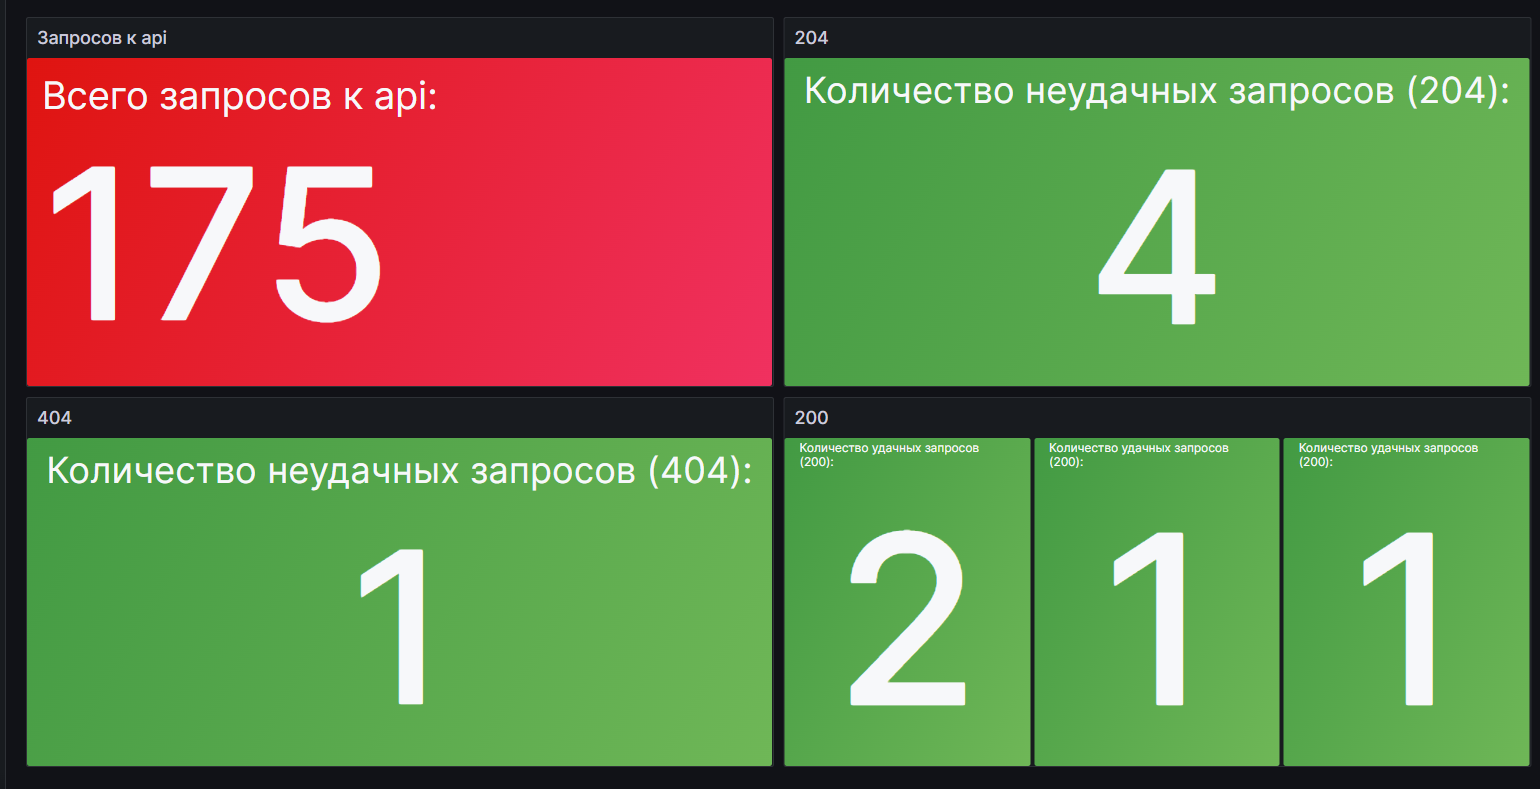 Запросов к api
Всего запросов к api:
175
204
Количество неудачных запросов (204):
4
404
Количество неудачных запросов (404):
1
200
Количество удачных запросов
(200):
2
Количество удачных запросов
(200):
1
Количество удачных запросов
(200):
1